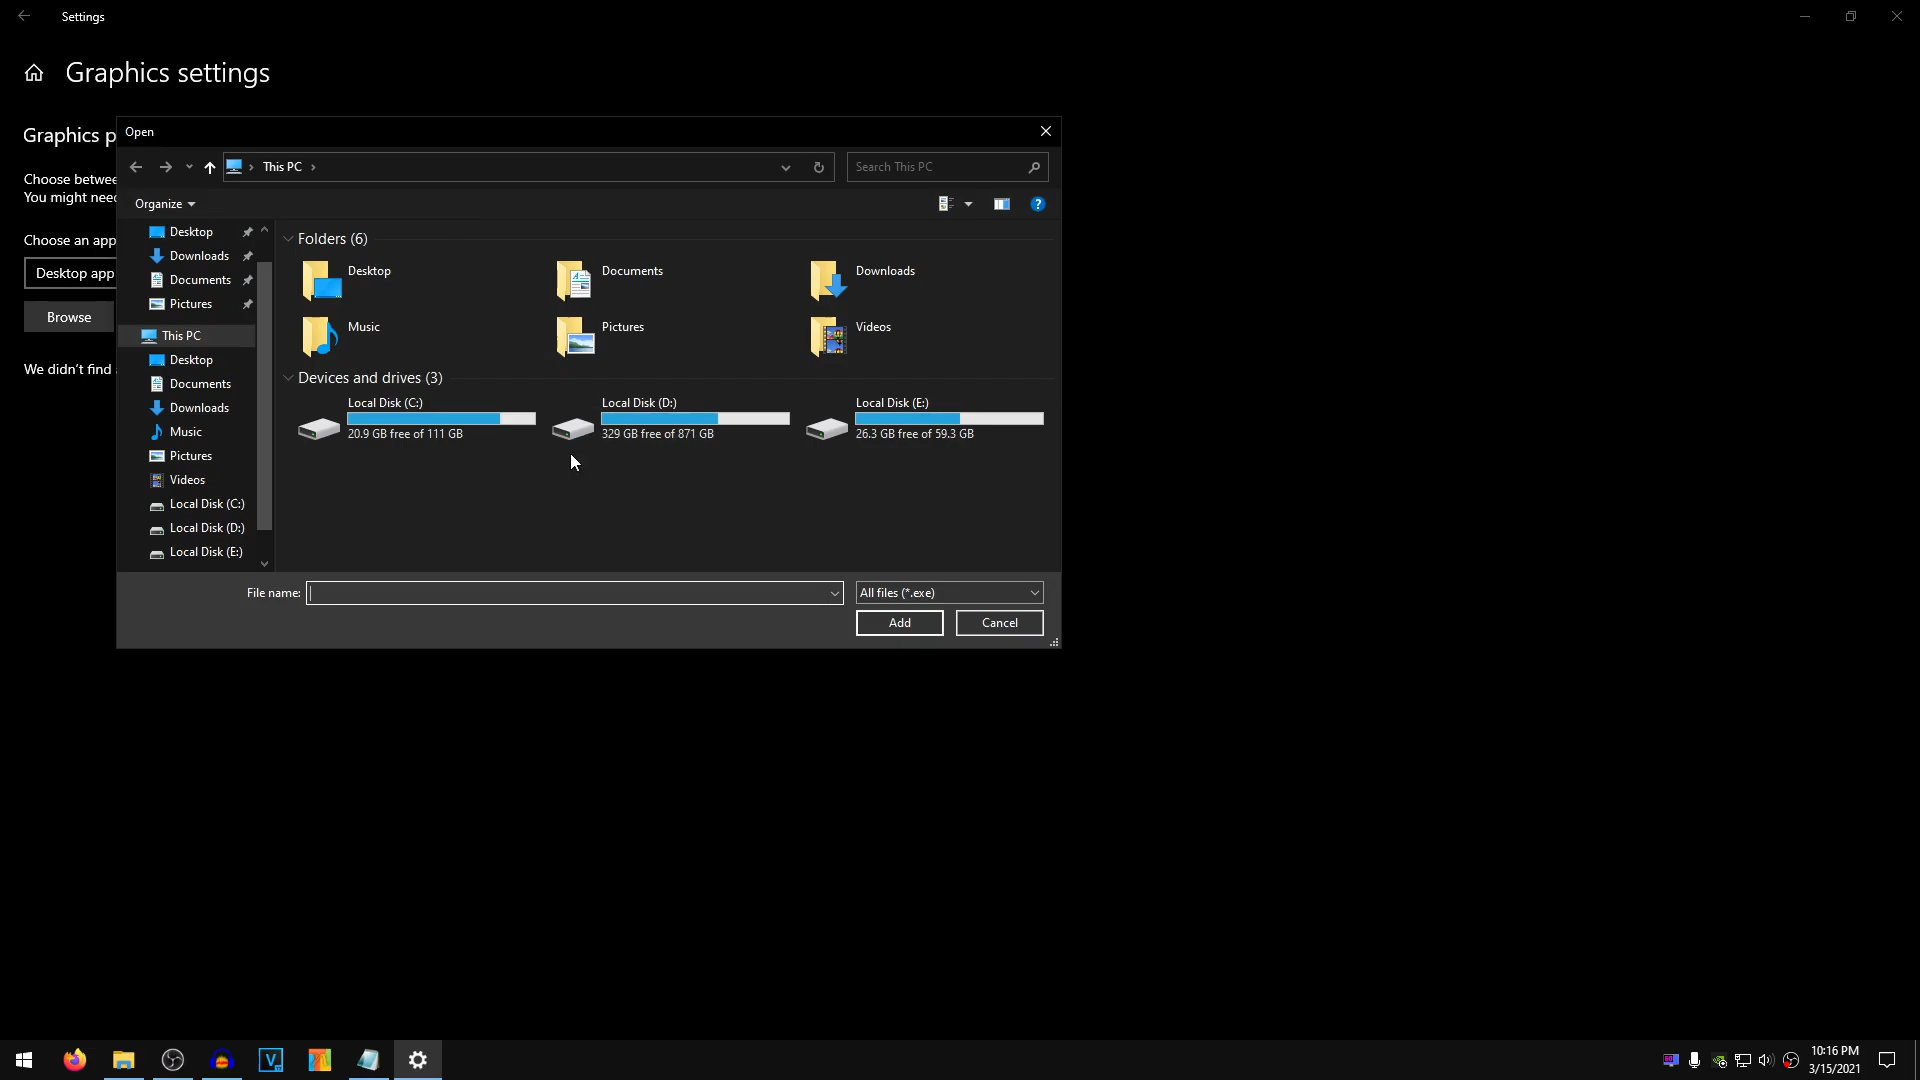 Settings
Graphics settings
Graphics p
Choose betwee
You might need
Choose an app
Desktop app
Browse
We didn't find
Open
This PC
Search This PC
Organize
Desktop
Downloads
Documents
Pictures
This PC
Desktop
Documents
Downloads
Music
Pictures
Videos
Local Disk (C:)
Local Disk (D:)
Local Disk (E:)
Folders (6)
Desktop
Documents
Downloads
Music
Pictures
Videos
Devices and drives (3)
Local Disk (C:)
20.9 GB free of 111 GB
Local Disk (D:)
329 GB free of 871 GB
Local Disk (E:)
26.3 GB free of 59.3 GB
File name:
All files (*.exe)
Add
Cancel
10:16 PM
3/15/2021